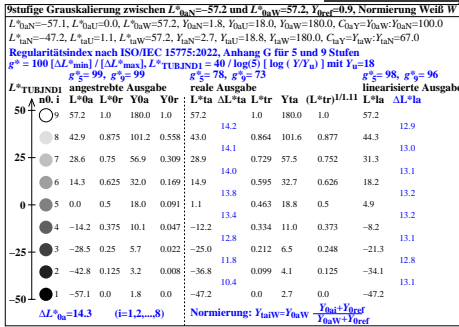 9stufige Grauskalierung zwischen L*0aN=−57.2 und L*0aW=57.2, Y0ref=0.9, Normierung Weiß W
L*0aN=−57.1, L*0aU=0.0, L*0aW=57.2, Y0aN=1.8, Y0aU=18.0, Y0aW=180.0, C0aY=Y0aW:Y0aN=100.0
L*taN=−47.2, L*taU=1.1, L*taW=57.2, YtaN=2.7, YtaU=18.8, YtaW=180.0, CtaY=YtaW:YtaN=67.0
Regularitätsindex nach ISO/IEC 15775:2022, Anhang G für 5 und 9 Stufen
g* = 100 [ΔL*min] / [ΔL*max], L*TUBJND1 = 40 / log(5) [ log ( Y/Yu) ] mit Yu=18
g*5= 99, g*9= 99 g*5= 78, g*9= 73 g*5= 98, g*9= 96
L*TUBJND1 angestrebte Ausgabe reale Ausgabe linearisierte Ausgabe
n0. i L*0a L*0r Y0a Y0r L*ta ΔL*ta L*tr Yta (L*tr)1/1.11 L*la ΔL*la
50 9 57.2 1.0 180.0 1.0 57.2 1.0 180.0 1.0 57.2
14.2 12.9
8 42.9 0.875 101.2 0.558 43.0 0.864 101.6 0.877 44.3
14.1 13.0
7 28.6 0.75 56.9 0.309 28.9 0.729 57.5 0.752 31.3
14.0 13.1
6 14.3 0.625 32.0 0.169 14.9 0.595 32.7 0.626 18.2
13.8 13.2
0 5 0.0 0.5 18.0 0.091 1.1 0.463 18.8 0.5 4.9
13.4 13.2
4 −14.2 0.375 10.1 0.047 −12.2 0.334 11.0 0.373 −8.2
12.8 13.1
−25 3 −28.5 0.25 5.7 0.022 −25.0 0.212 6.5 0.248 −21.3
11.8 12.8
2 −42.8 0.125 3.2 0.008 −36.8 0.099 4.1 0.125 −34.1
10.4 13.1
−50 1 −57.1 0.0 1.8 0.0 −47.2 0.0 2.7 0.0 −47.2
ΔL*0a=14.3 (i=1,2,...,8) Normierung: YtaiW=Y0aW (Y0ai+Y0ref)/(Y0aW+Y0ref)